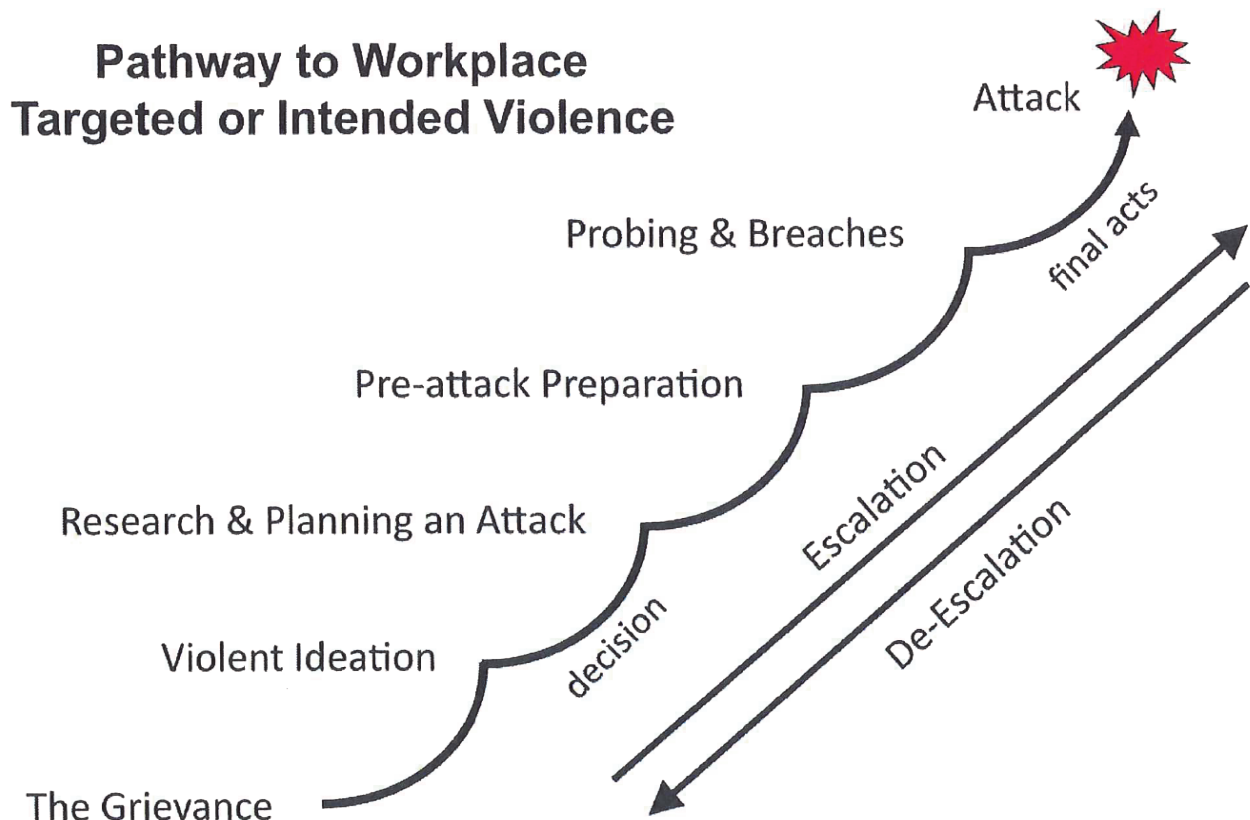 Pathway to Workplace
Targeted or Intended Violence
Attack
final acts
Probing & Breaches
Pre-attack Preparation
Escalation
De-Escalation
Research & Planning an Attack
decision
Violent Ideation
The Grievance